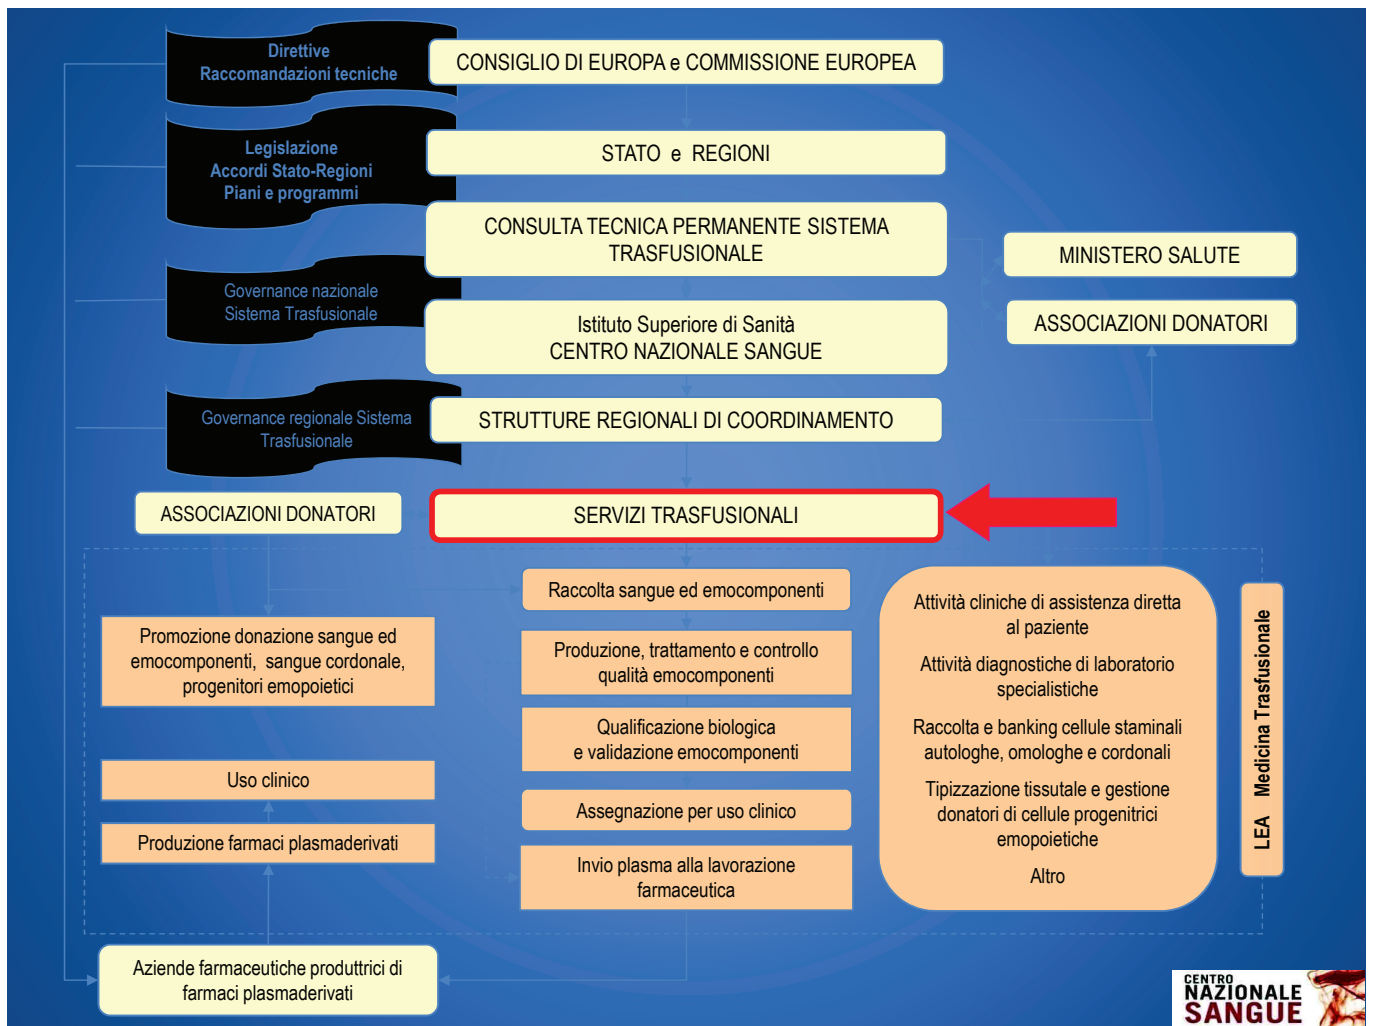 Direttive
Raccomandazioni tecniche
CONSIGLIO DI EUROPA e COMMISSIONE EUROPEA
Legislazione
Accordi Stato-Regioni
Piani e programmi
STATO e REGIONI
CONSULTA TECNICA PERMANENTE SISTEMA
TRASFUSIONALE
MINISTERO SALUTE
Governance nazionale
Sistema Trasfusionale
Istituto Superiore di Sanità
CENTRO NAZIONALE SANGUE
ASSOCIAZIONI DONATORI
Governance regionale Sistema
Trasfusionale
STRUTTURE REGIONALI DI COORDINAMENTO
ASSOCIAZIONI DONATORI
SERVIZI TRASFUSIONALI
Promozione donazione sangue ed
emocomponenti, sangue cordonale,
progenitori emopoietici
Uso clinico
Produzione farmaci plasmaderivati
Raccolta sangue ed emocomponenti
Produzione, trattamento e controllo
qualità emocomponenti
Qualificazione biologica
e validazione emocomponenti
Assegnazione per uso clinico
Invio plasma alla lavorazione
farmaceutica
Attività cliniche di assistenza diretta
al paziente
Attività diagnostiche di laboratorio
specialistiche
Raccolta e banking cellule staminali
autologhe, omologhe e cordonali
Tipizzazione tissutale e gestione
donatori di cellule progenitrici
emopoietiche
Altro
LEA Medicina Trasfusionale
Aziende farmaceutiche produttrici di
farmaci plasmaderivati
CENTRO
NAZIONALE
SANGUE